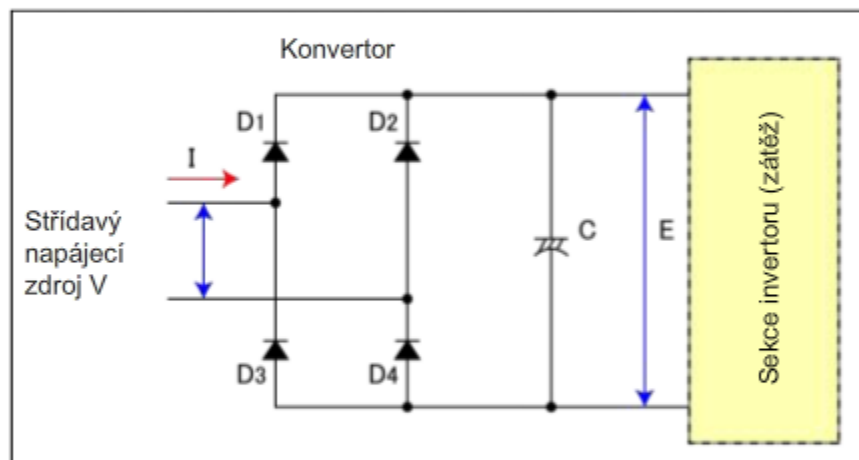 Konvertor
D1
D2
I
Střídavý
napájecí
zdroj V
C
E
D3
D4
Sekce invertoru (zátěž)